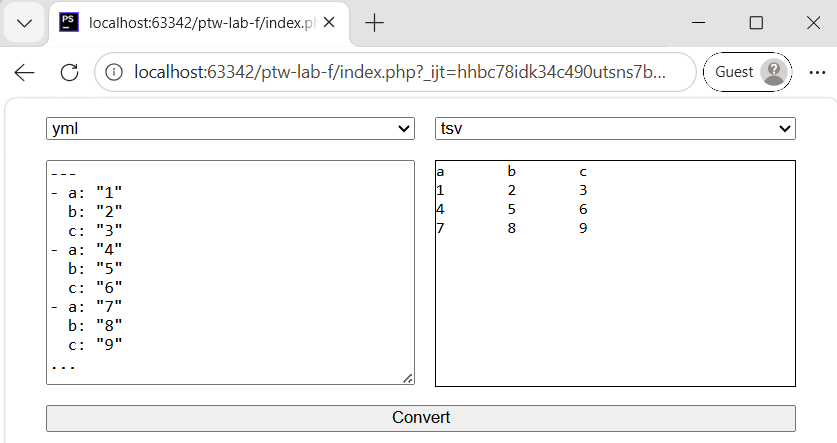 localhost:63342/ptw-lab-f/index.p
localhost:63342/ptw-lab-f/index.php?_ijt=hhbc78idk34c490utsns7b...
Guest
yml
tsv
---
- a: "1"
  b: "2"
  c: "3"
- a: "4"
  b: "5"
  c: "6"
- a: "7"
  b: "8"
  c: "9"
...
a	b	c
1	2	3
4	5	6
7	8	9
Convert